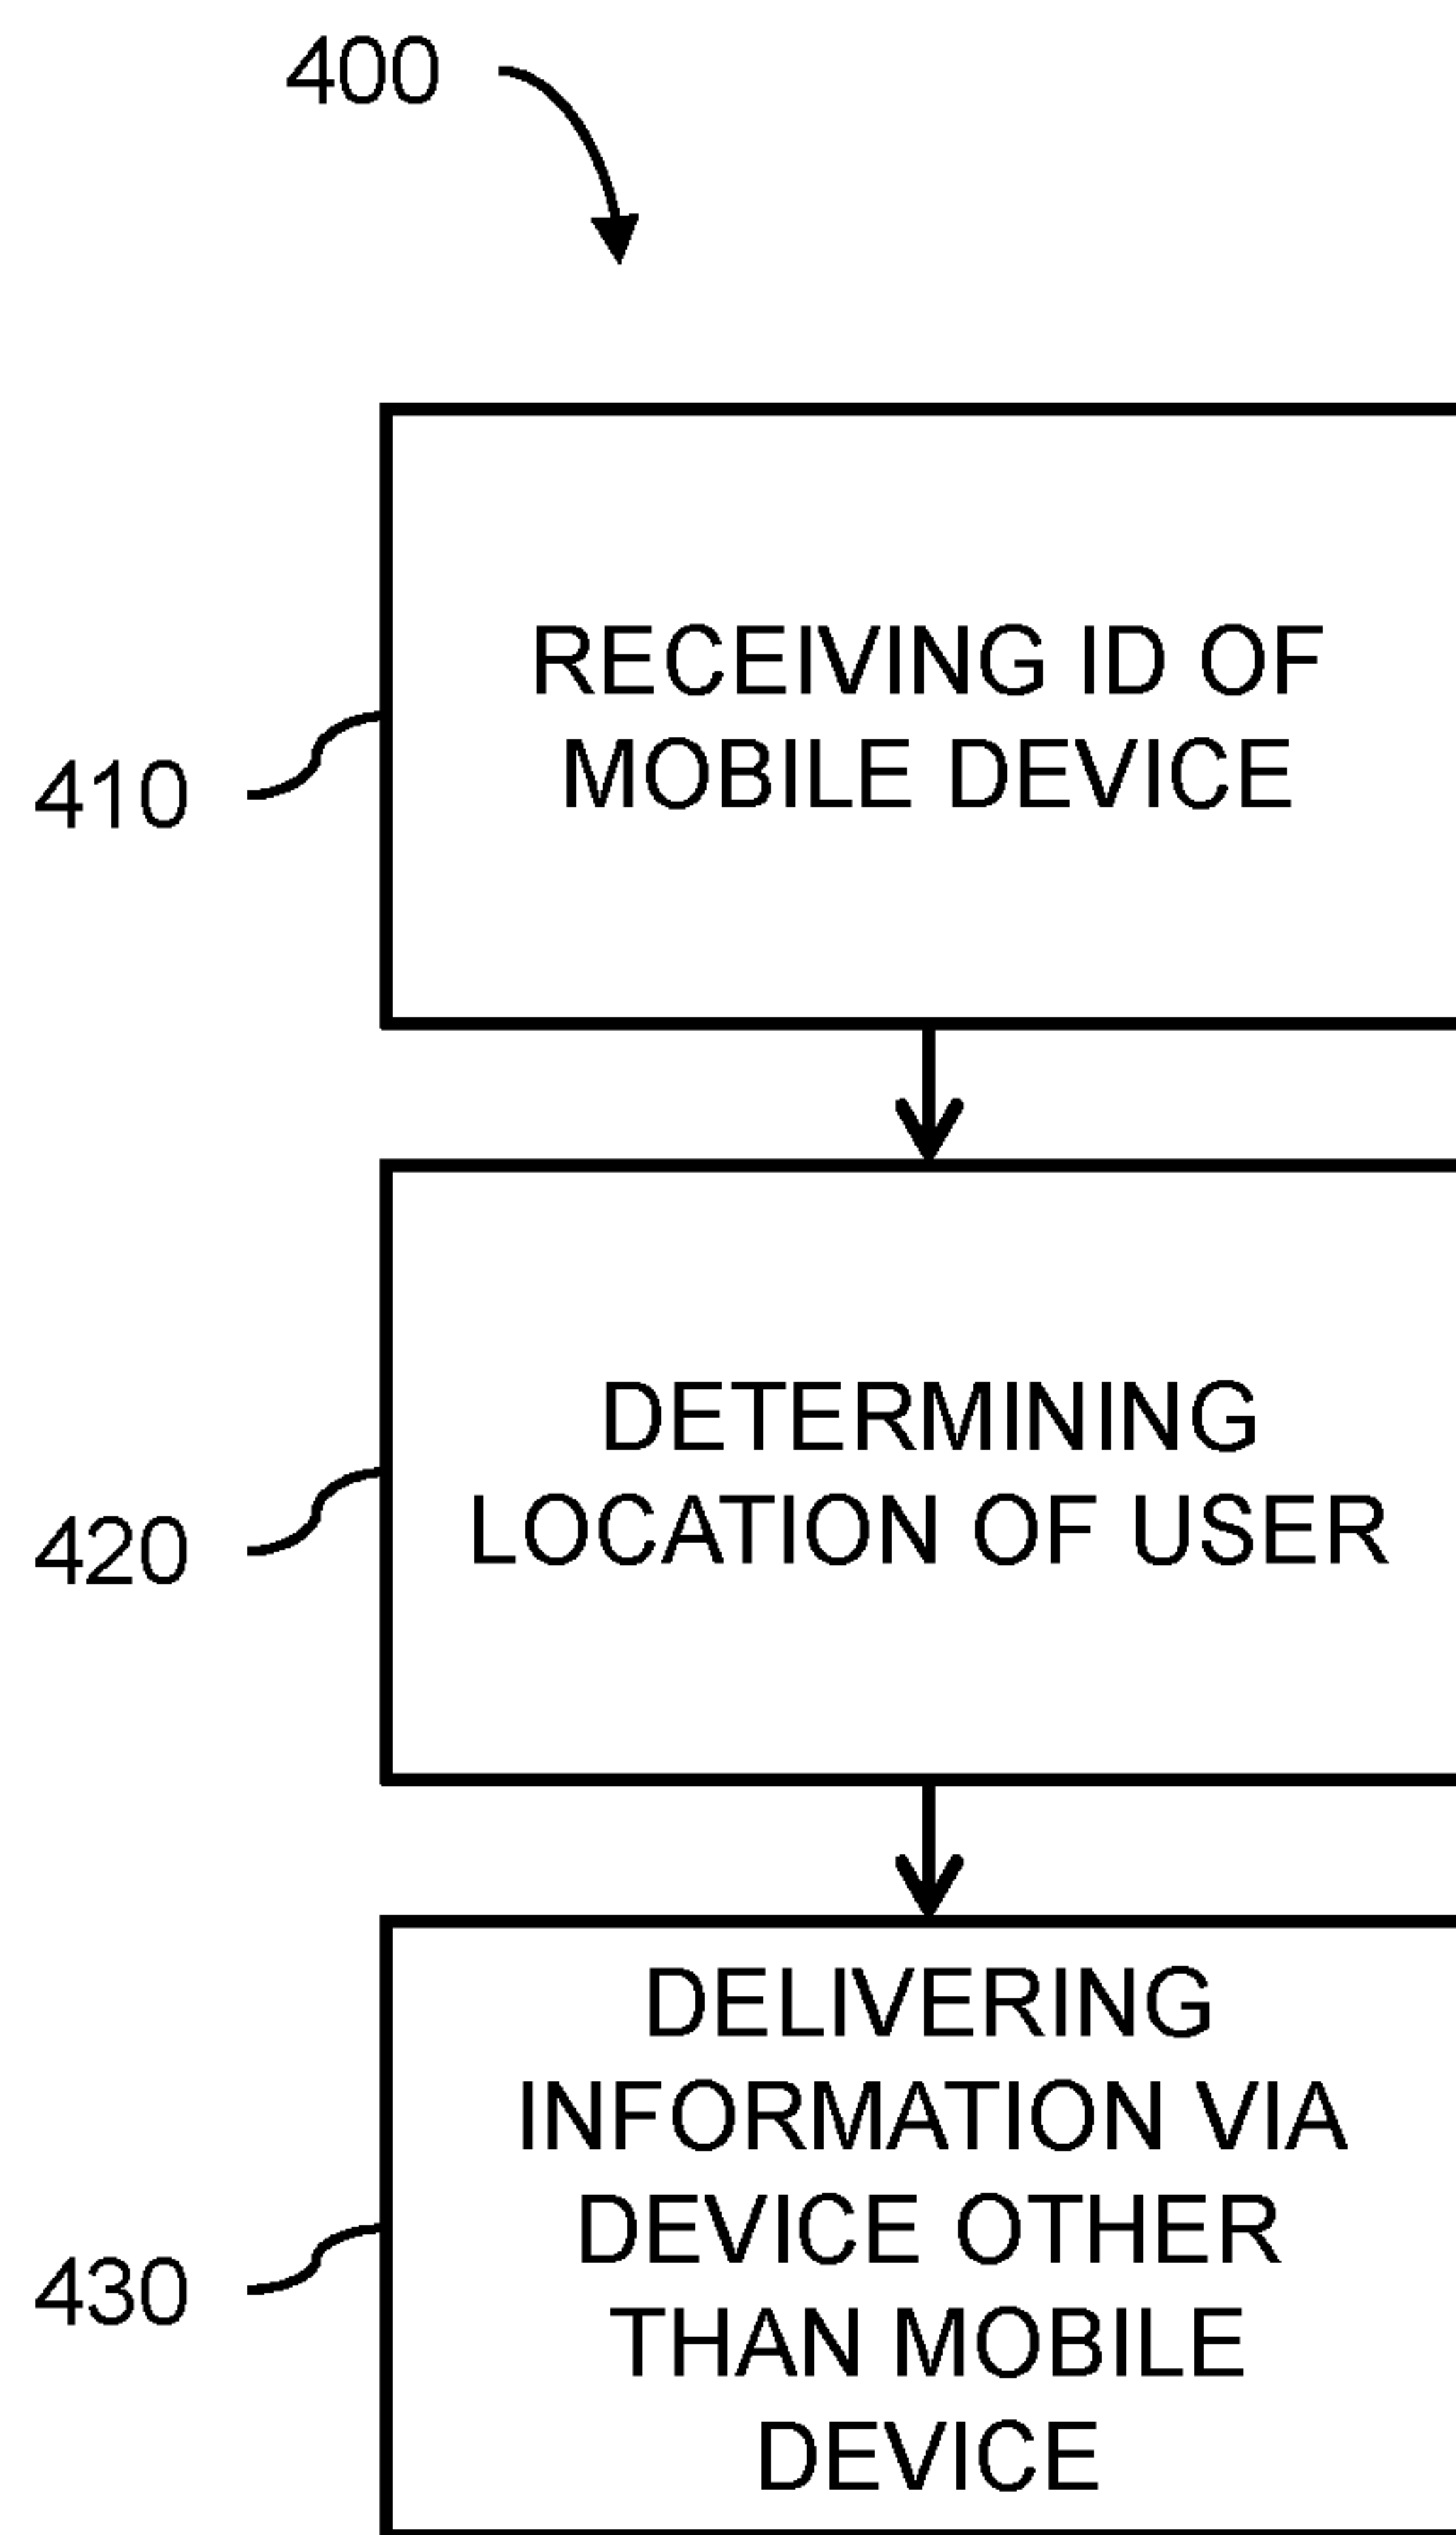 400
RECEIVING ID OF
MOBILE DEVICE
410
DETERMINING
LOCATION OF USER
420
DELIVERING
INFORMATION VIA
DEVICE OTHER
THAN MOBILE
DEVICE
430